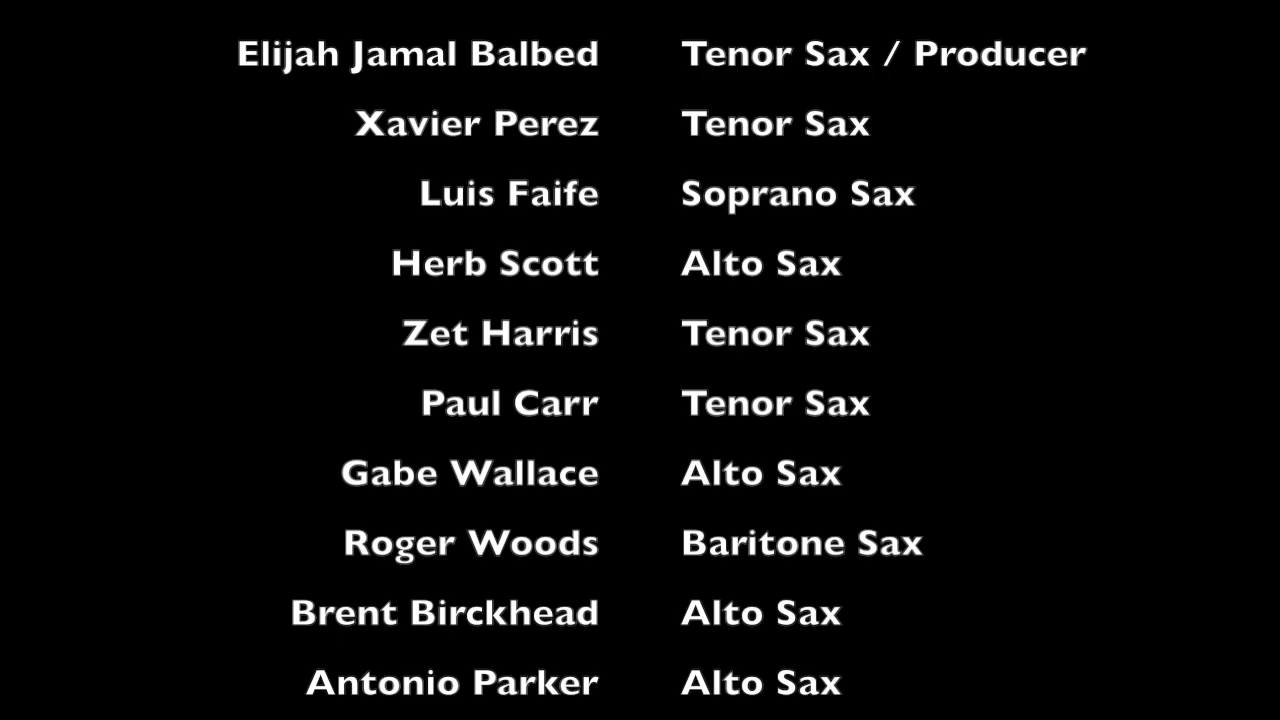 Elijah Jamal Balbed Tenor Sax / Producer
Xavier Perez Tenor Sax
Luis Faife Soprano Sax
Herb Scott Alto Sax
Zet Harris Tenor Sax
Paul Carr Tenor Sax
Gabe Wallace Alto Sax
Roger Woods Baritone Sax
Brent Birckhead Alto Sax
Antonio Parker Alto Sax